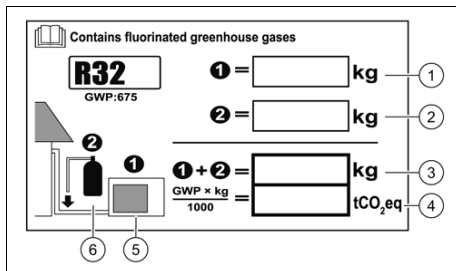 Contains fluorinated greenhouse gases
R32
GWP:675
❶= kg
❷= kg
❶+❷= kg
GWP × kg
1000
= tCO₂eq
❷
❶
1
2
3
4
5
6